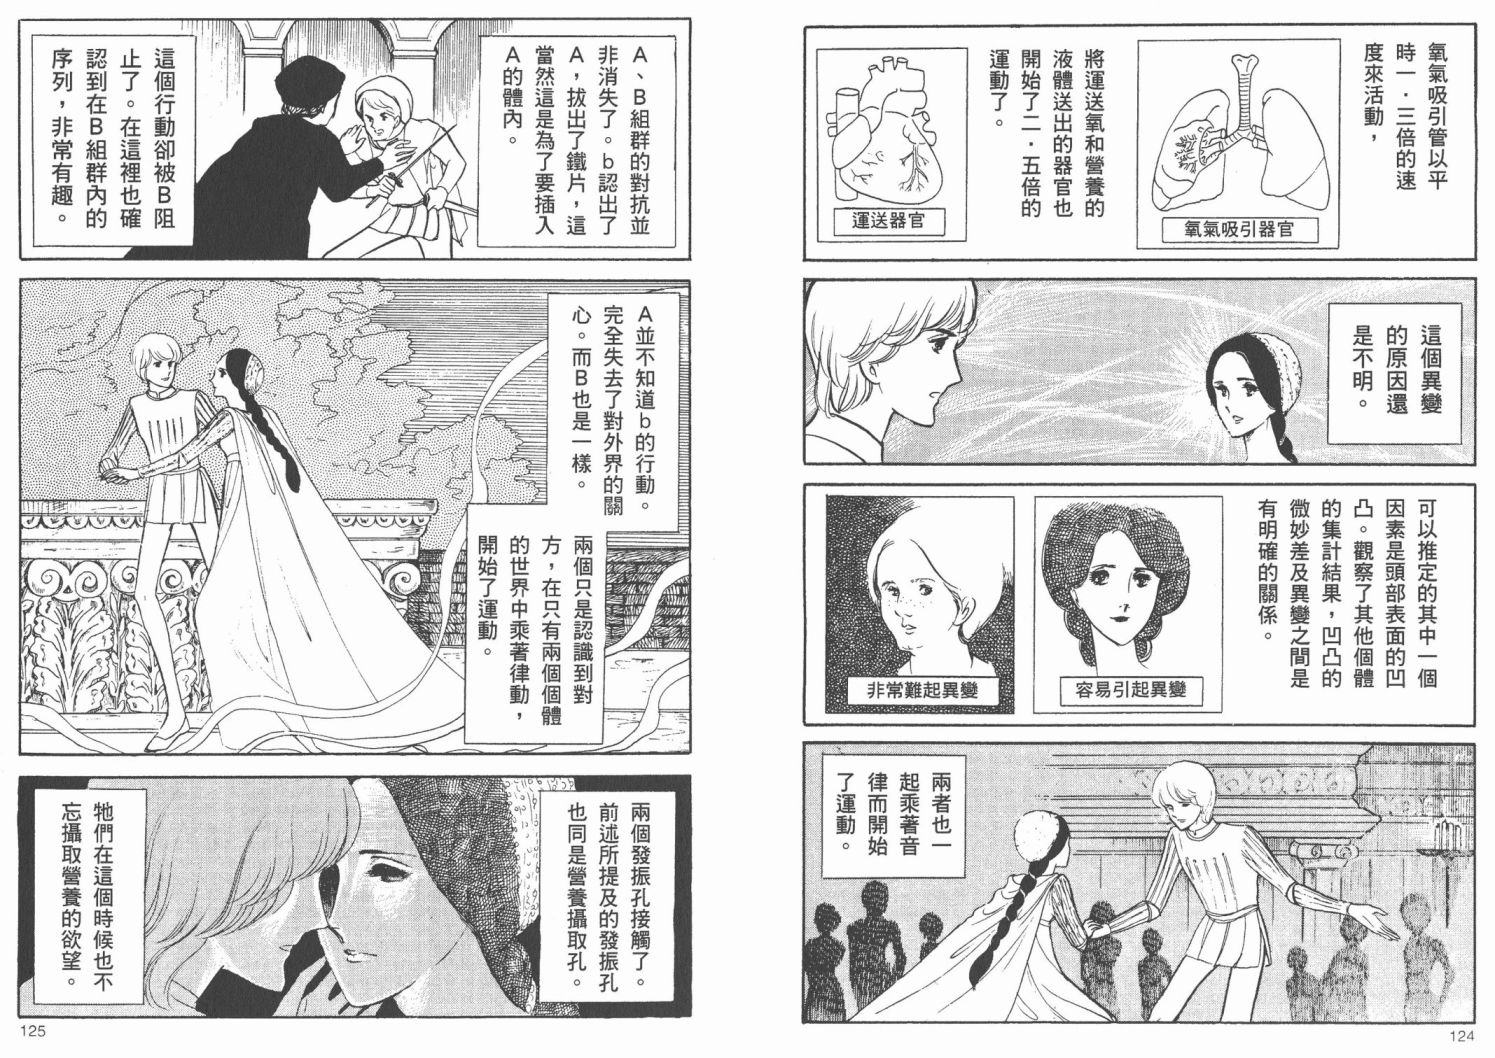 氧氣吸引管以平
時一．三倍的速
度來活動，
氧氣吸引器官
將運送氧和營養的
液體送出的器官也
開始了二．五倍的
運動了。
運送器官
這個異變
的原因還
是不明。
可以推定的其中一個
因素是頭部表面的凹
凸。觀察了其他個體
的集計結果，凹凸的
微妙差及異變之間是
有明確的關係。
容易引起異變
非常難起異變
兩者也一
起乘著音
律而開始
了運動。
124
A、B組群的對抗並
非消失了。b認出了
A，拔出了鐵片，這
當然這是為了要插入
A的體內。
這個行動卻被B阻
止了。在這裡也確
認到在B組群內的
序列，非常有趣。
A並不知道b的行動。
完全失去了對外界的關
心。而B也是一樣。
兩個只是認識到對
方，在只有兩個個體
的世界中乘著律動，
開始了運動。
兩個發振孔接觸了。
前述所提及的發振孔
也同是營養攝取孔。
牠們在這個時候也不
忘攝取營養的欲望。
125